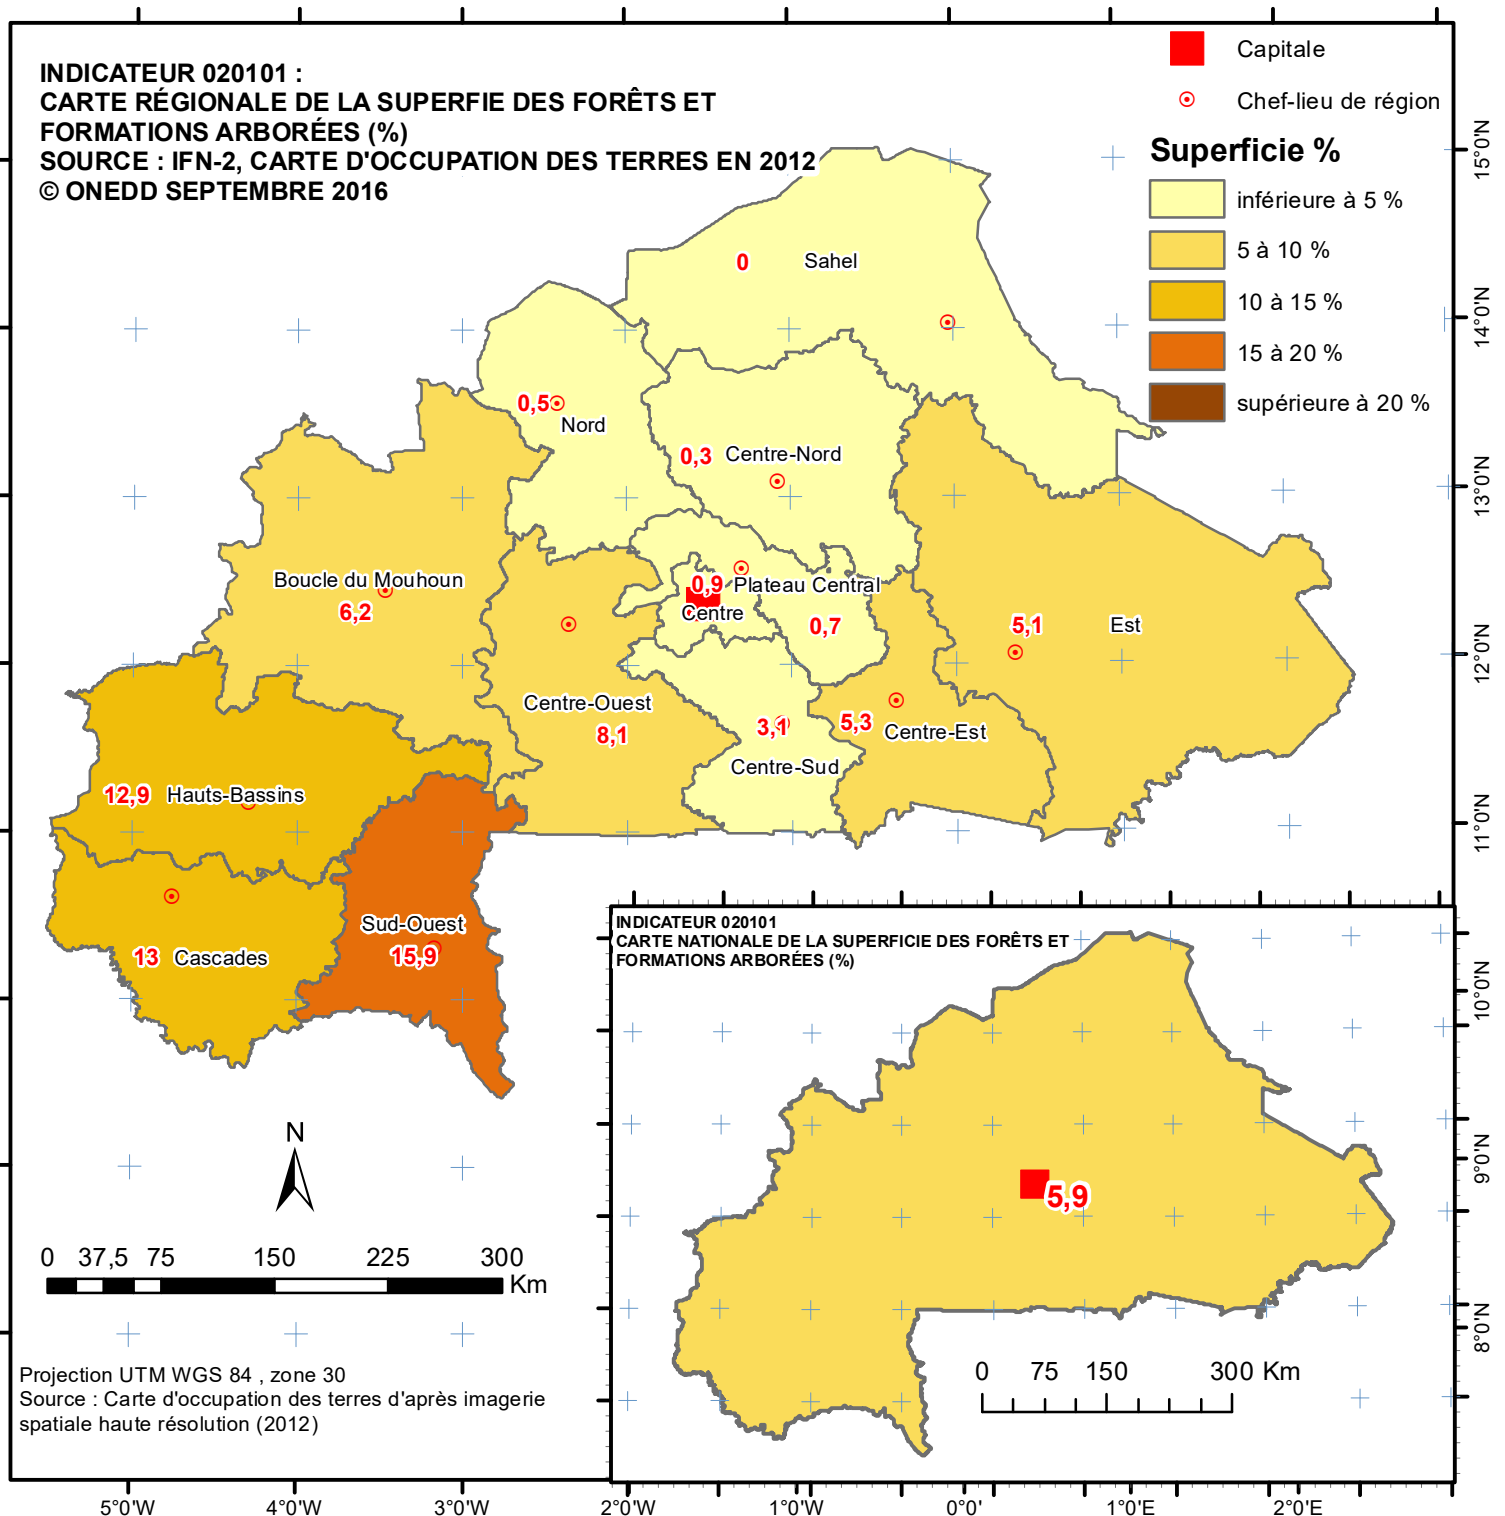 INDICATEUR 020101 :
CARTE RÉGIONALE DE LA SUPERFIE DES FORÊTS ET
FORMATIONS ARBORÉES (%)
SOURCE : IFN-2, CARTE D'OCCUPATION DES TERRES EN 2012
© ONEDD SEPTEMBRE 2016
Capitale
Chef-lieu de région
Superficie %
inférieure à 5 %
5 à 10 %
10 à 15 %
15 à 20 %
supérieure à 20 %
15°0'N
14°0'N
13°0'N
12°0'N
11°0'N
10°0'N
9°0'N
8°0'N
0 Sahel
0,5
Nord
0,3 Centre-Nord
Boucle du Mouhoun
6,2
0,9 Plateau Central
Centre
0,7
5,1 Est
Centre-Ouest
8,1
3,1
Centre-Sud
5,3
Centre-Est
12,9 Hauts-Bassins
Sud-Ouest
15,9
13 Cascades
N
0 37,5 75 150 225 300
Km
Projection UTM WGS 84 , zone 30
Source : Carte d'occupation des terres d'après imagerie
spatiale haute résolution (2012)
INDICATEUR 020101
CARTE NATIONALE DE LA SUPERFICIE DES FORÊTS ET
FORMATIONS ARBORÉES (%)
5,9
0 75 150 300 Km
5°0'W 4°0'W 3°0'W 2°0'W 1°0'W 0°0' 1°0'E 2°0'E